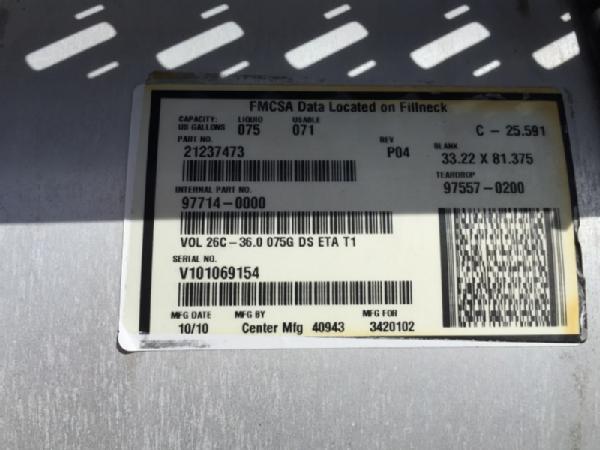 FMCSA Data Located on Fillneck
CAPACITY: LIQUID USABLE
US GALLONS 075 071 C - 25.591
PART NO. REV BLANK
21237473 P04 33.22 X 81.375
TEARDROP
INTERNAL PART NO. 97557-0200
97714-0000
VOL 26C-36.0 075G DS ETA T1
SERIAL NO.
V101069154
MFG DATE MFG BY MFG FOR
10/10 Center Mfg 40943 3420102